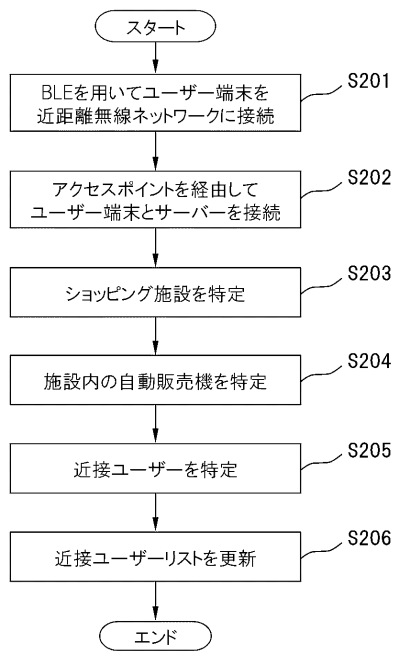 スタート
BLEを用いてユーザー端末を
近距離無線ネットワークに接続
S201
アクセスポイントを経由して
ユーザー端末とサーバーを接続
S202
ショッピング施設を特定
S203
施設内の自動販売機を特定
S204
近接ユーザーを特定
S205
近接ユーザーリストを更新
S206
エンド